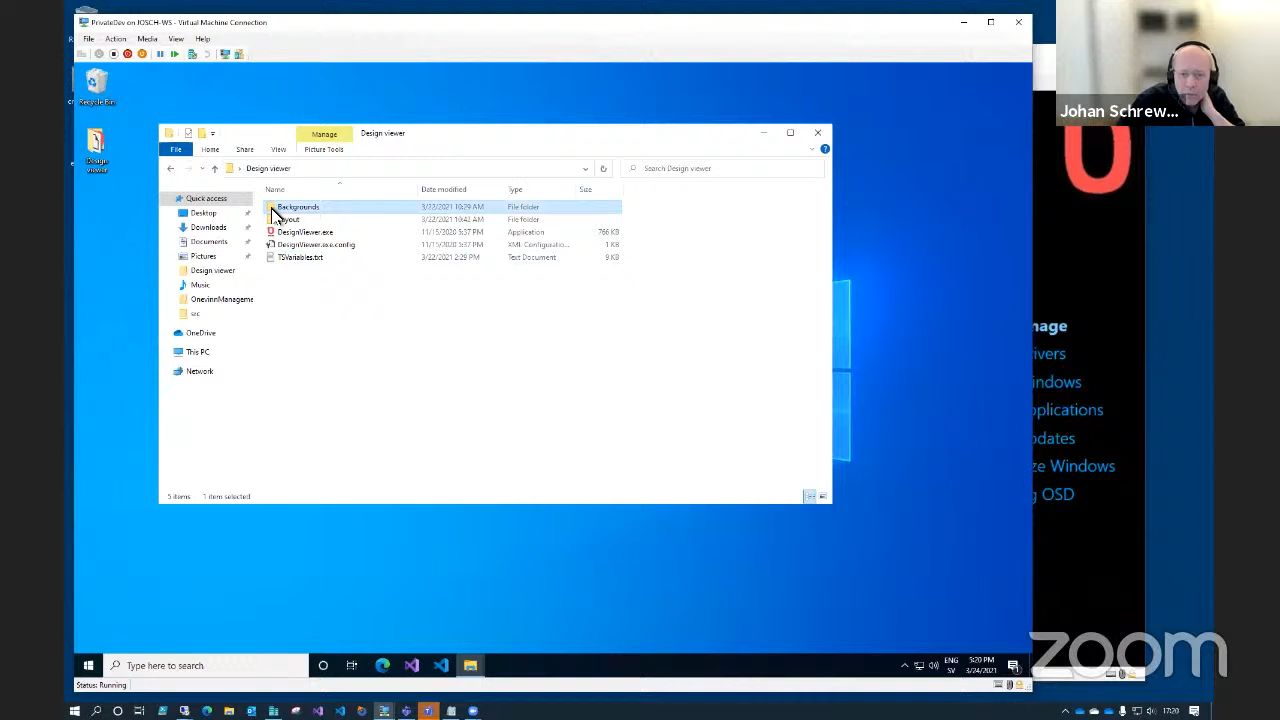 PrivateDev on JOSCH-WS - Virtual Machine Connection
File Action Media View Help
Recycle Bin
Design viewer
Manage
Design viewer
File Home Share View Picture Tools
Design viewer
Search Design viewer
Name Date modified Type Size
Quick access
Desktop
Downloads
Documents
Pictures
Design viewer
Music
OnevinnManageme
src
OneDrive
This PC
Network
Backgrounds 3/22/2021 10:29 AM File folder
3/22/2021 10:42 AM File folder
DesignViewer.exe 11/15/2020 5:37 PM Application 766 KB
DesignViewer.exe.config 11/15/2020 5:37 PM XML Configuratio... 1 KB
TSVariables.txt 3/22/2021 2:29 PM Text Document 9 KB
5 items 1 item selected
Johan Schrew...
nage
ivers
indows
pplications
odates
ze Windows
g OSD
Type here to search
ENG
SV
5:20 PM
3/24/2021
Status: Running
zoom
17:20